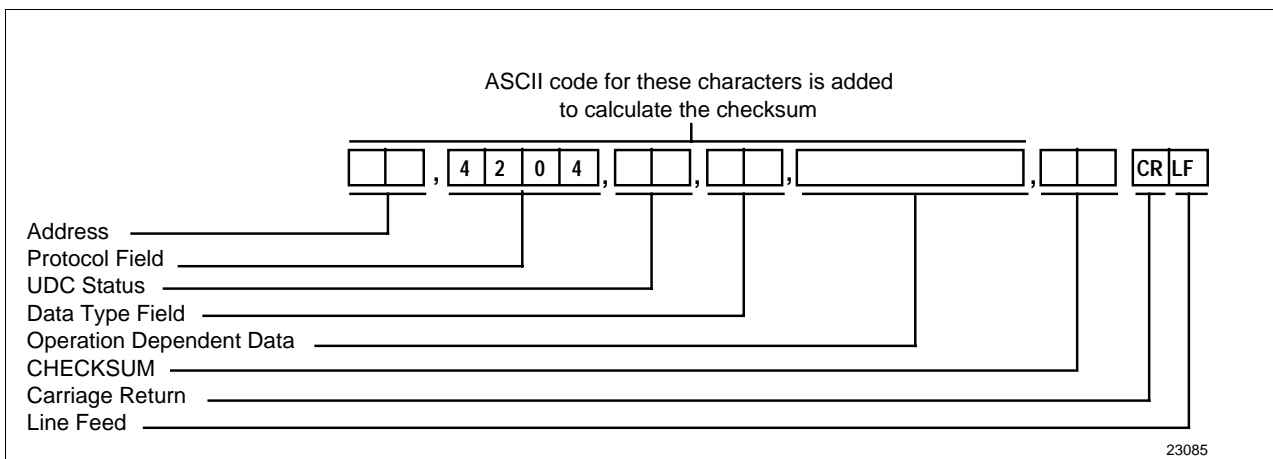 ASCII code for these characters is added
to calculate the checksum
, 4 2 0 4 , , , , CR LF
Address
Protocol Field
UDC Status
Data Type Field
Operation Dependent Data
CHECKSUM
Carriage Return
Line Feed
23085